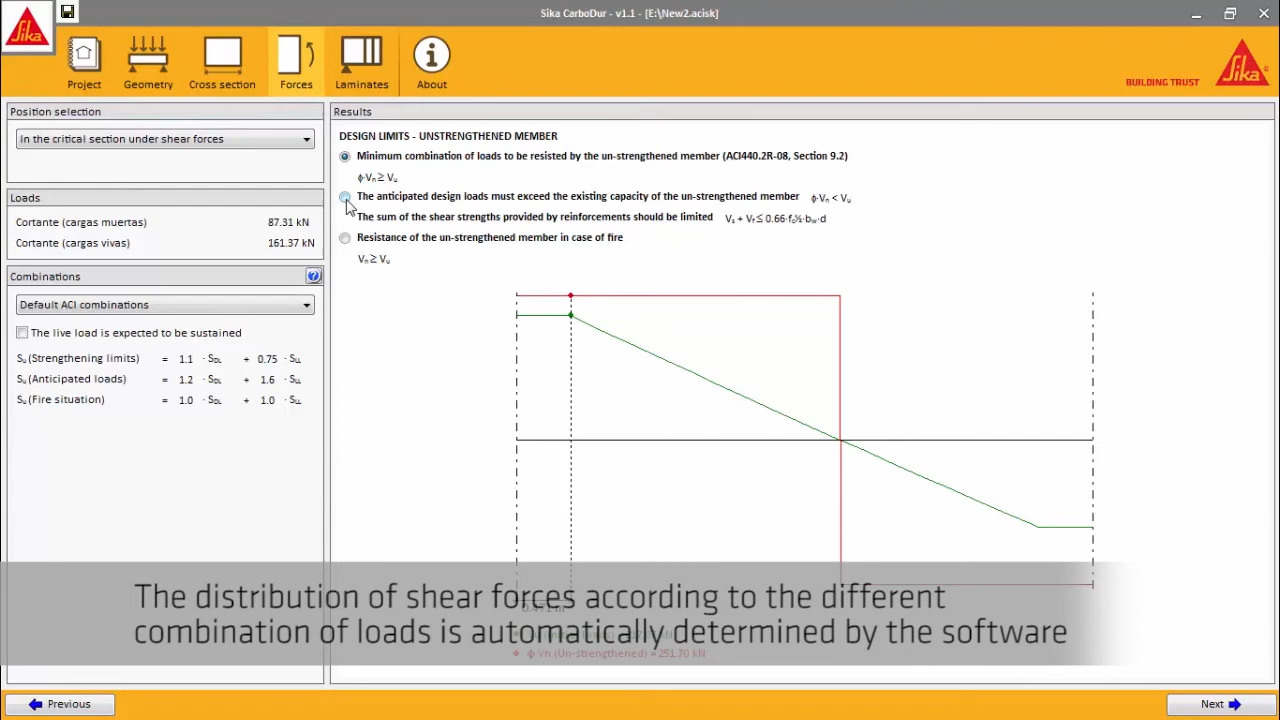 Sika CarboDur - v1.1 - [E:\New2.acisk]
Project
Geometry
Cross section
Forces
Laminates
About
BUILDING TRUST
Sika
Position selection
In the critical section under shear forces
Loads
Cortante (cargas muertas) 87.31 kN
Cortante (cargas vivas) 161.37 kN
Combinations
Default ACI combinations
The live load is expected to be sustained
Su (Strengthening limits) = 1.1 · SDL + 0.75 · SLL
Su (Anticipated loads) = 1.2 · SDL + 1.6 · SLL
Su (Fire situation) = 1.0 · SDL + 1.0 · SLL
Results
DESIGN LIMITS - UNSTRENGTHENED MEMBER
Minimum combination of loads to be resisted by the un-strengthened member (ACI440.2R-08, Section 9.2)
ϕ·Vn ≥ Vu
The anticipated design loads must exceed the existing capacity of the un-strengthened member ϕ·Vn < Vu
The sum of the shear strengths provided by reinforcements should be limited Vs + Vf ≤ 0.66·fc½·bw·d
Resistance of the un-strengthened member in case of fire
Vn ≥ Vu
The distribution of shear forces according to the different
combination of loads is automatically determined by the software
ϕ·Vn (Un-strengthened) = 251.70 kN
Previous
Next